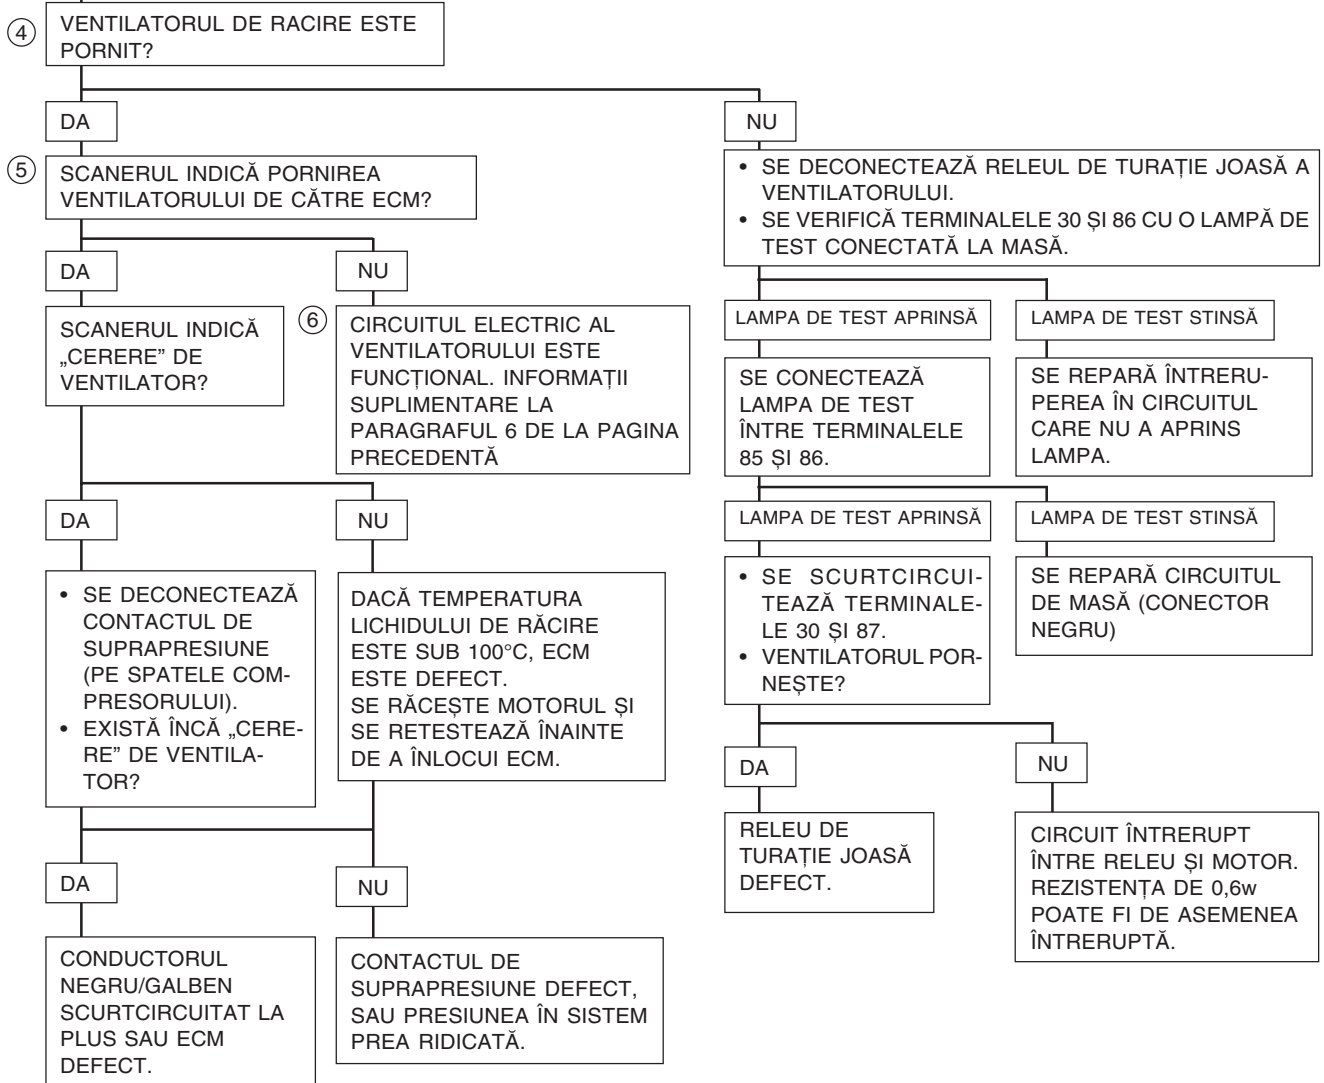 4
VENTILATORUL DE RACIRE ESTE
PORNIT?
DA
NU
5
SCANERUL INDICĂ PORNIREA
VENTILATORULUI DE CĂTRE ECM?
• SE DECONECTEAZĂ RELEUL DE TURAȚIE JOASĂ A
VENTILATORULUI.
• SE VERIFICĂ TERMINALELE 30 ȘI 86 CU O LAMPĂ DE
TEST CONECTATĂ LA MASĂ.
DA
NU
SCANERUL INDICĂ
„CERERE” DE
VENTILATOR?
6
CIRCUITUL ELECTRIC AL
VENTILATORULUI ESTE
FUNCȚIONAL. INFORMAȚII
SUPLIMENTARE LA
PARAGRAFUL 6 DE LA PAGINA
PRECEDENTĂ
LAMPA DE TEST APRINSĂ
LAMPA DE TEST STINSĂ
SE CONECTEAZĂ
LAMPA DE TEST
ÎNTRE TERMINALELE
85 ȘI 86.
SE REPARĂ ÎNTRERU-
PEREA ÎN CIRCUITUL
CARE NU A APRINS
LAMPA.
DA
NU
LAMPA DE TEST APRINSĂ
LAMPA DE TEST STINSĂ
• SE DECONECTEAZĂ
CONTACTUL DE
SUPRAPRESIUNE
(PE SPATELE COM-
PRESORULUI).
• EXISTĂ ÎNCĂ „CERE-
RE” DE VENTILA-
TOR?
DACĂ TEMPERATURA
LICHIDULUI DE RĂCIRE
ESTE SUB 100°C, ECM
ESTE DEFECT.
SE RĂCEȘTE MOTORUL ȘI
SE RETESTEAZĂ ÎNAINTE
DE A ÎNLOCUI ECM.
• SE SCURTCIRCUI-
TEAZĂ TERMINALE-
LE 30 ȘI 87.
• VENTILATORUL POR-
NEȘTE?
SE REPARĂ CIRCUITUL
DE MASĂ (CONECTOR
NEGRU)
DA
NU
RELEU DE
TURAȚIE JOASĂ
DEFECT.
CIRCUIT ÎNTRERUPT
ÎNTRE RELEU ȘI MOTOR.
REZISTENȚA DE 0,6w
POATE FI DE ASEMENEA
ÎNTRERUPTĂ.
DA
NU
CONDUCTORUL
NEGRU/GALBEN
SCURTCIRCUITAT LA
PLUS SAU ECM
DEFECT.
CONTACTUL DE
SUPRAPRESIUNE DEFECT,
SAU PRESIUNEA ÎN SISTEM
PREA RIDICATĂ.